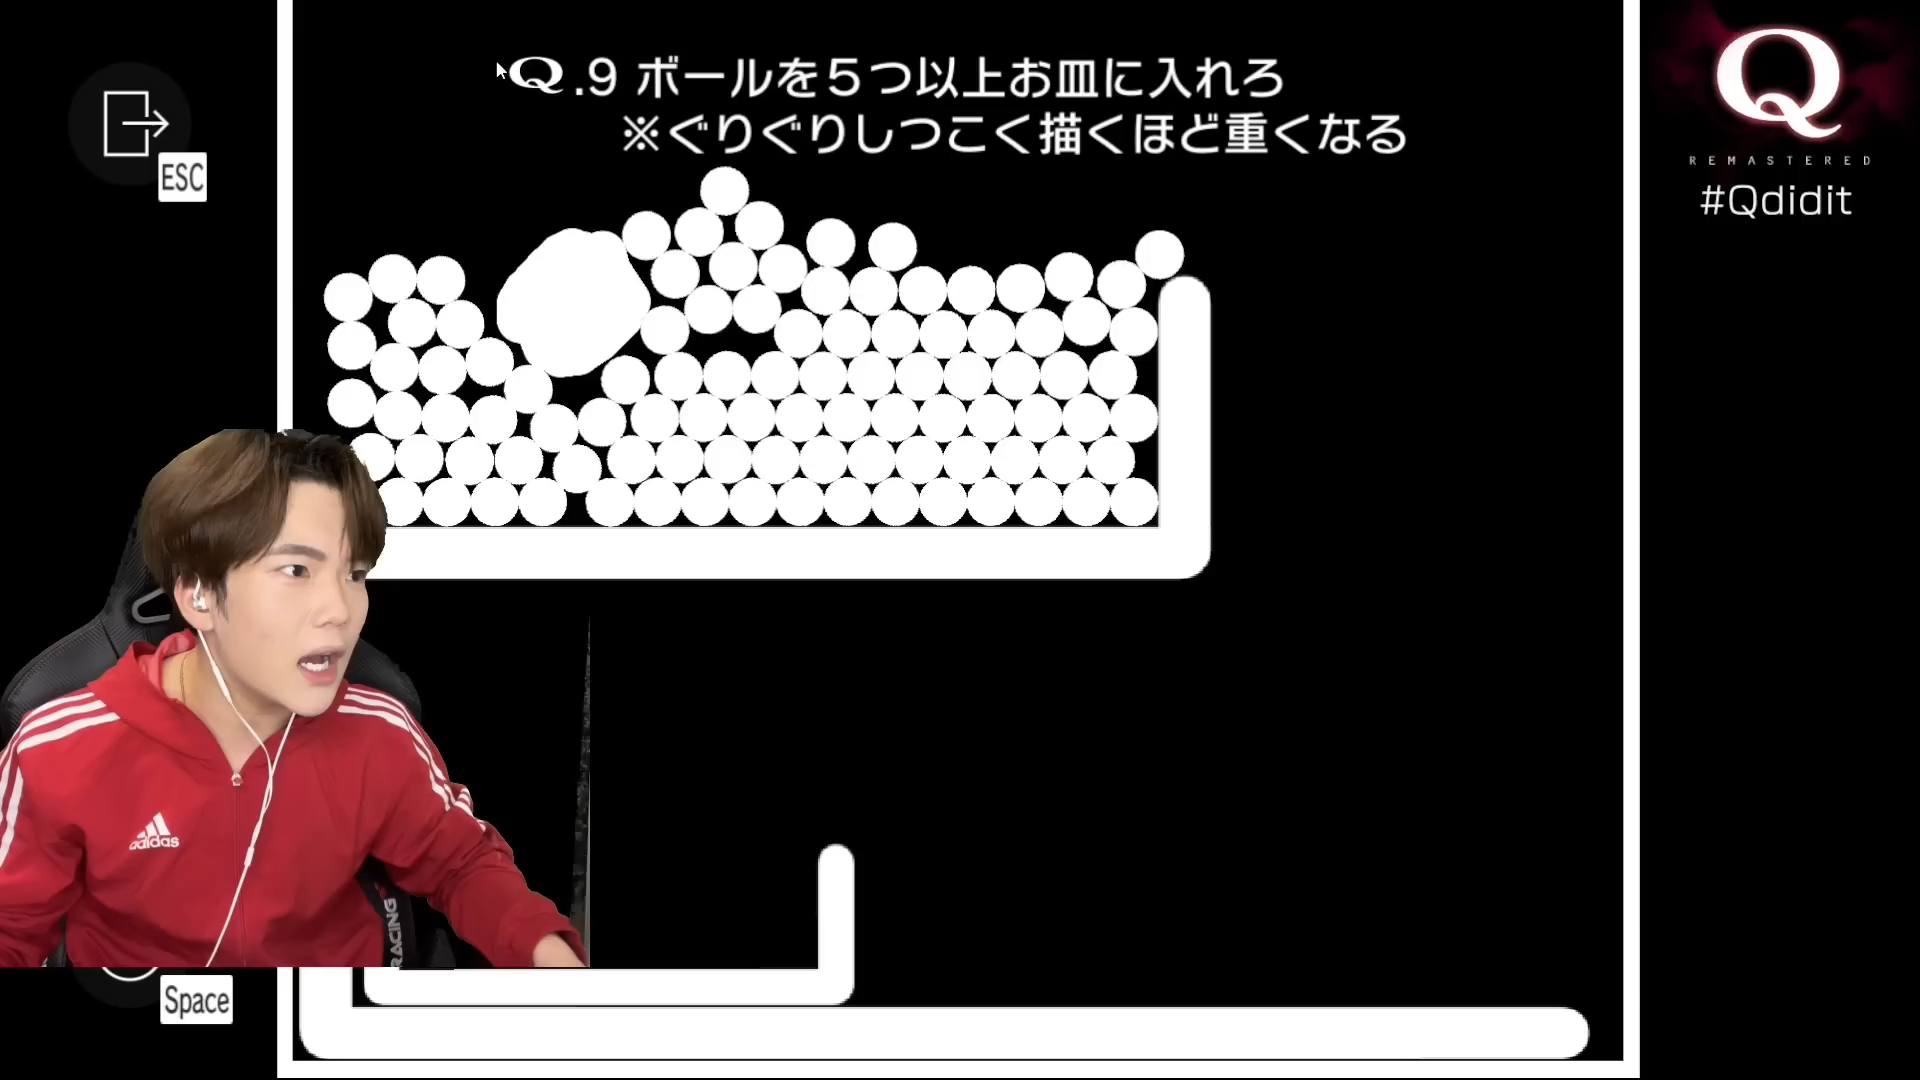 Q.9 ボールを５つ以上お皿に入れろ
※ぐりぐりしつこく描くほど重くなる
ESC
Q
REMASTERED
#Qdidit
adidas
RACING
Space